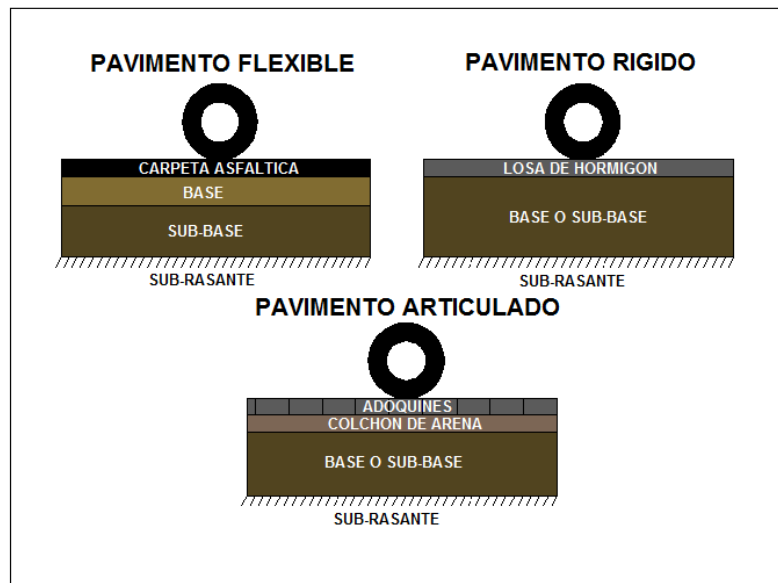 PAVIMENTO FLEXIBLE
CARPETA ASFALTICA
BASE
SUB-BASE
SUB-RASANTE
PAVIMENTO RIGIDO
LOSA DE HORMIGON
BASE O SUB-BASE
SUB-RASANTE
PAVIMENTO ARTICULADO
ADOQUINES
COLCHON DE ARENA
BASE O SUB-BASE
SUB-RASANTE